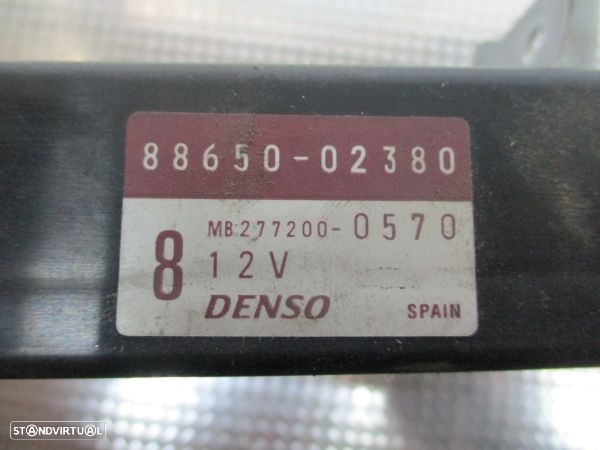 88650-02380
MB277200-0570
8 12V
DENSO SPAIN
STANDVIRTUAL